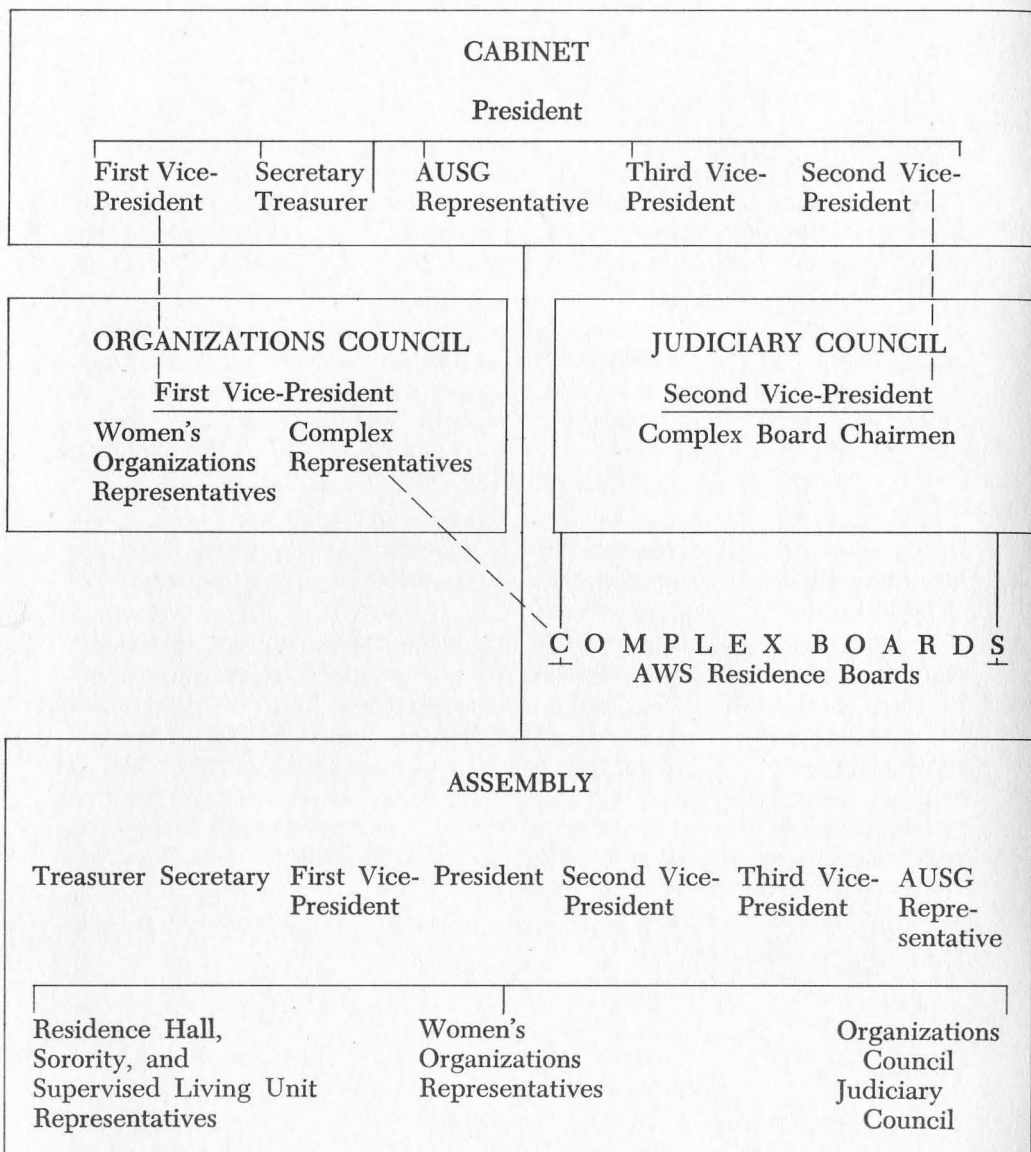 CABINET
President
First Vice-
President
Secretary
Treasurer
AUSG
Representative
Third Vice-
President
Second Vice-
President
ORGANIZATIONS COUNCIL
First Vice-President
Women's
Organizations
Representatives
Complex
Representatives
JUDICIARY COUNCIL
Second Vice-President
Complex Board Chairmen
COMPLEX BOARDS
AWS Residence Boards
ASSEMBLY
Treasurer
Secretary
First Vice-
President
President
Second Vice-
President
Third Vice-
President
AUSG
Repre-
sentative
Residence Hall,
Sorority, and
Supervised Living Unit
Representatives
Women's
Organizations
Representatives
Organizations
Council
Judiciary
Council